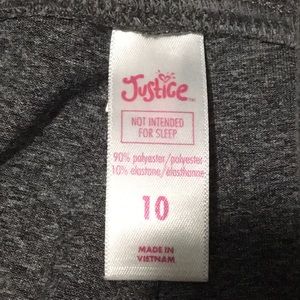 Justice
NOT INTENDED
FOR SLEEP
90% polyester/polyester
10% elastane/élasthanne
10
MADE IN
VIETNAM